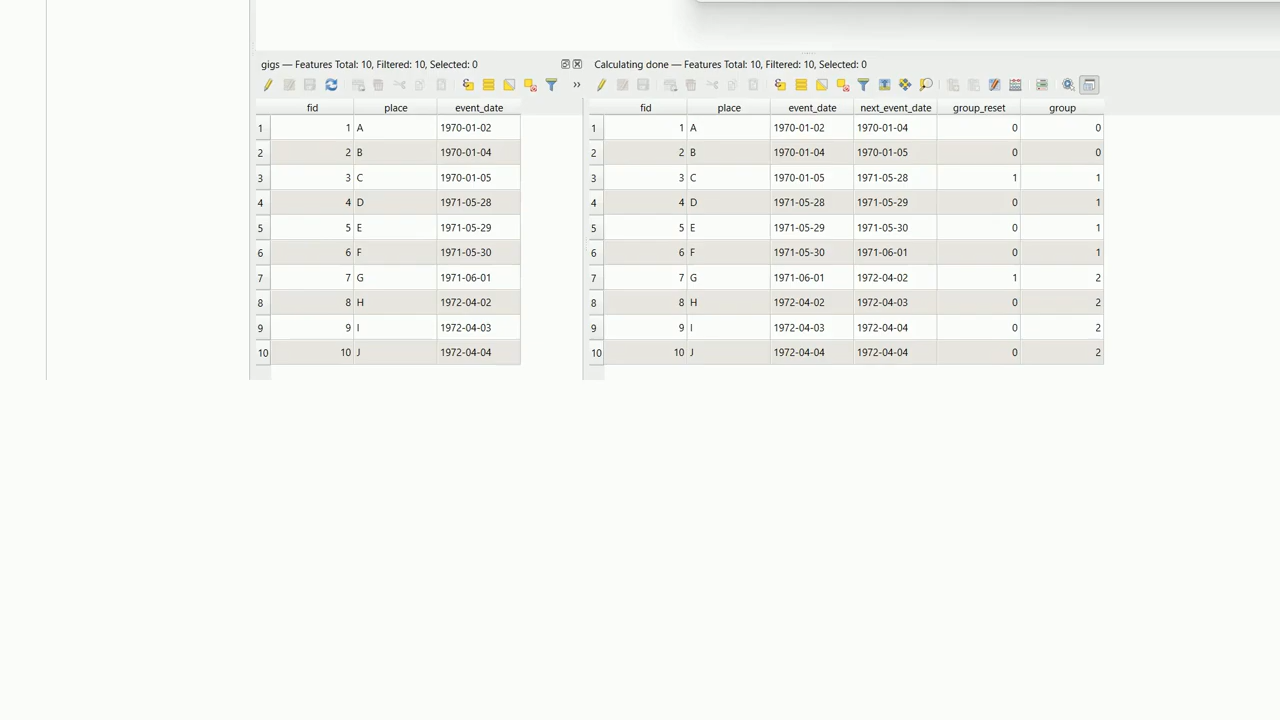 gigs — Features Total: 10, Filtered: 10, Selected: 0
fid place event_date
1 1 A 1970-01-02
2 2 B 1970-01-04
3 3 C 1970-01-05
4 4 D 1971-05-28
5 5 E 1971-05-29
6 6 F 1971-05-30
7 7 G 1971-06-01
8 8 H 1972-04-02
9 9 I 1972-04-03
10 10 J 1972-04-04
Calculating done — Features Total: 10, Filtered: 10, Selected: 0
fid place event_date next_event_date group_reset group
1 1 A 1970-01-02 1970-01-04 0 0
2 2 B 1970-01-04 1970-01-05 0 0
3 3 C 1970-01-05 1971-05-28 1 1
4 4 D 1971-05-28 1971-05-29 0 1
5 5 E 1971-05-29 1971-05-30 0 1
6 6 F 1971-05-30 1971-06-01 0 1
7 7 G 1971-06-01 1972-04-02 1 2
8 8 H 1972-04-02 1972-04-03 0 2
9 9 I 1972-04-03 1972-04-04 0 2
10 10 J 1972-04-04 1972-04-04 0 2